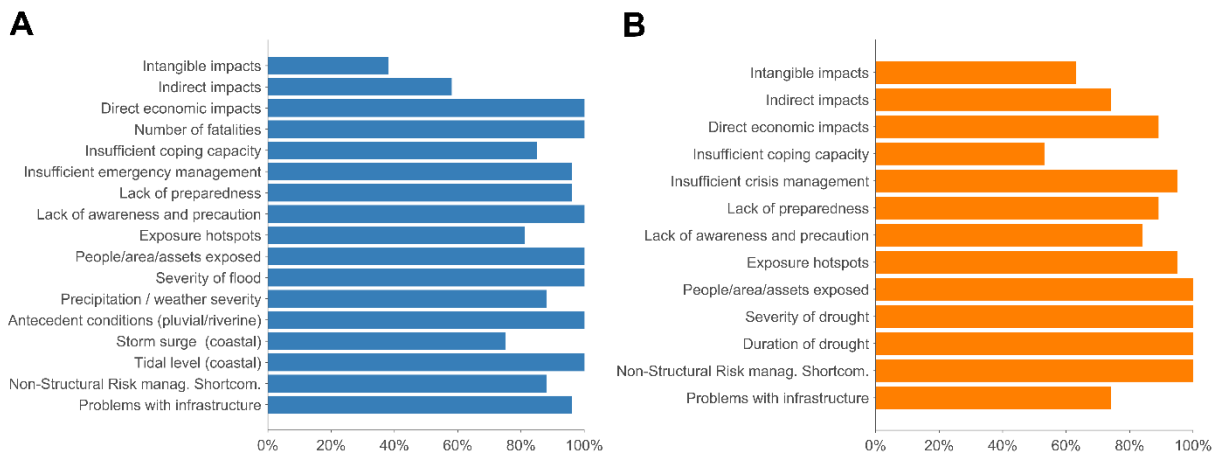 A
Intangible impacts
Indirect impacts
Direct economic impacts
Number of fatalities
Insufficient coping capacity
Insufficient emergency management
Lack of preparedness
Lack of awareness and precaution
Exposure hotspots
People/area/assets exposed
Severity of flood
Precipitation / weather severity
Antecedent conditions (pluvial/riverine)
Storm surge (coastal)
Tidal level (coastal)
Non-Structural Risk manag. Shortcom.
Problems with infrastructure
0% 20% 40% 60% 80% 100%
B
Intangible impacts
Indirect impacts
Direct economic impacts
Insufficient coping capacity
Insufficient crisis management
Lack of preparedness
Lack of awareness and precaution
Exposure hotspots
People/area/assets exposed
Severity of drought
Duration of drought
Non-Structural Risk manag. Shortcom.
Problems with infrastructure
0% 20% 40% 60% 80% 100%